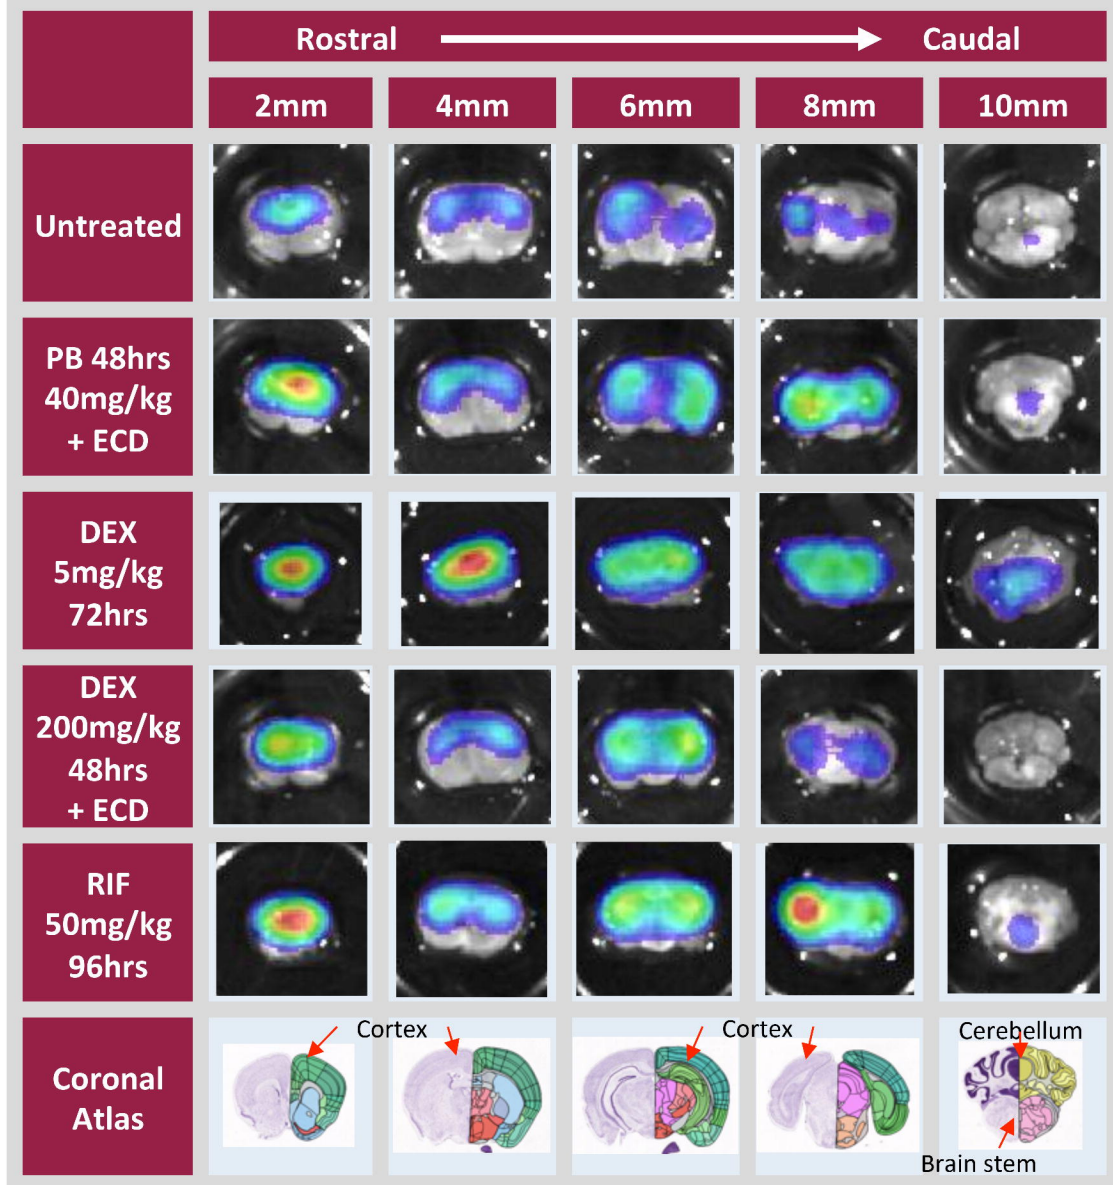 Rostral Caudal
2mm 4mm 6mm 8mm 10mm
Untreated
PB 48hrs
40mg/kg
+ ECD
DEX
5mg/kg
72hrs
DEX
200mg/kg
48hrs
+ ECD
RIF
50mg/kg
96hrs
Coronal
Atlas
Cortex Cortex Cerebellum
Brain stem